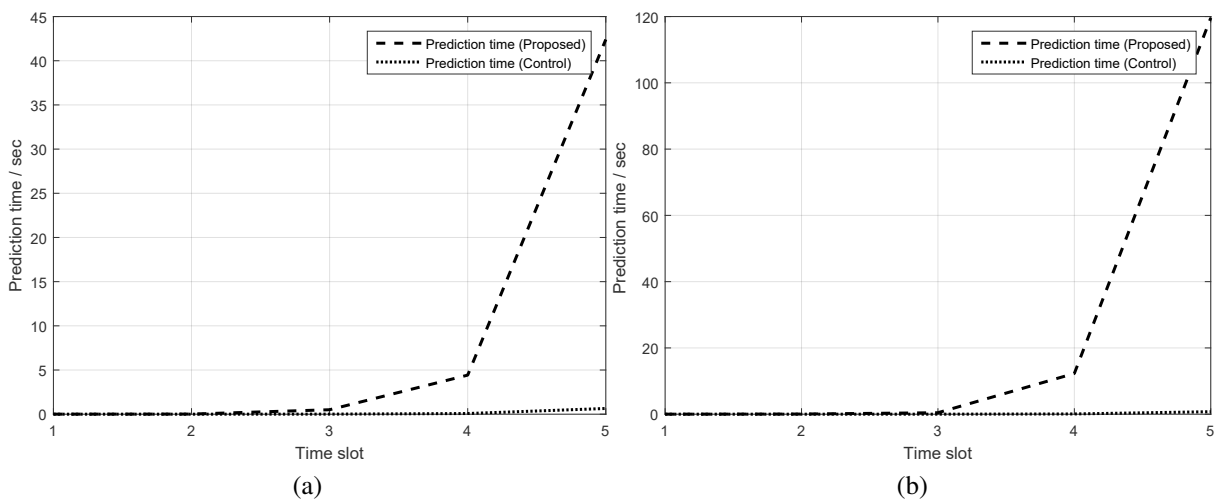 45
40
35
30
25
20
15
10
5
0
Prediction time / sec
Prediction time (Proposed)
Prediction time (Control)
1 2 3 4 5
Time slot
(a)
120
100
80
60
40
20
0
Prediction time / sec
Prediction time (Proposed)
Prediction time (Control)
1 2 3 4 5
Time slot
(b)